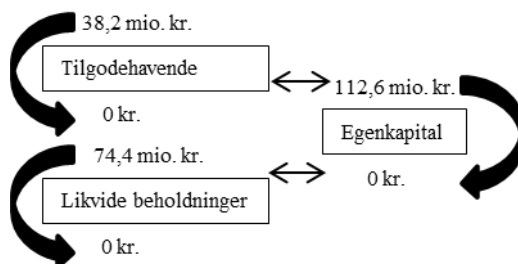 38,2 mio. kr.
Tilgodehavende
0 kr.
112,6 mio. kr.
Egenkapital
0 kr.
74,4 mio. kr.
Likvide beholdninger
0 kr.